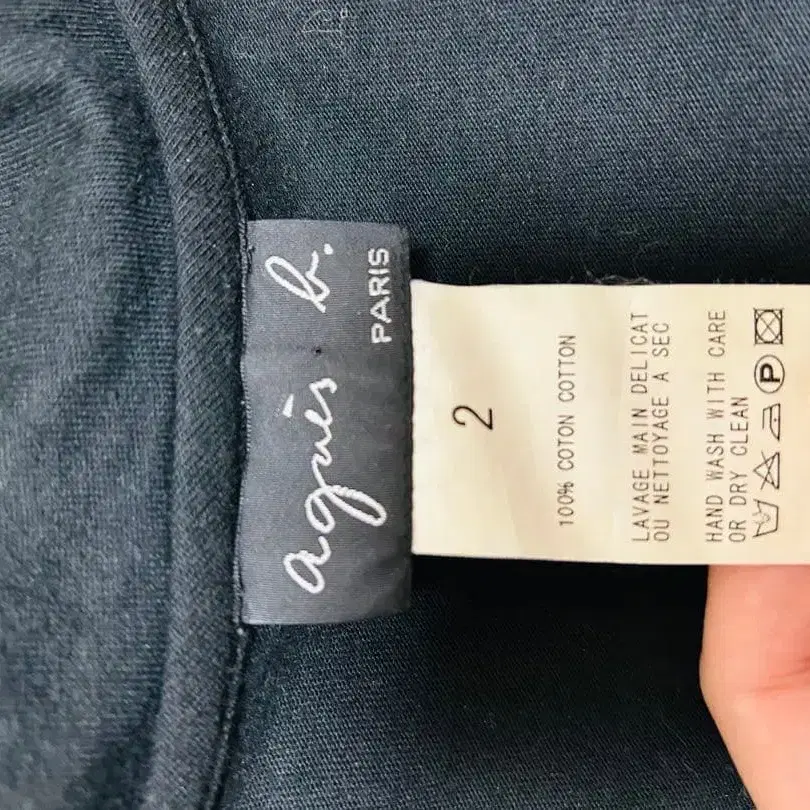 agnès b.
PARIS
2
100% COTON COTTON
LAVAGE MAIN DELICAT
OU NETTOYAGE A SEC
HAND WASH WITH CARE
OR DRY CLEAN
P